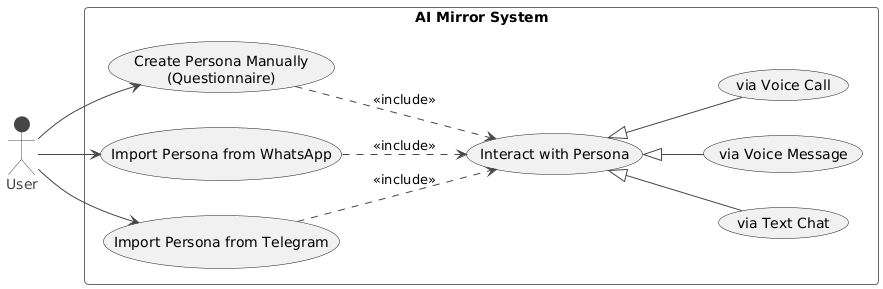 AI Mirror System
Create Persona Manually
(Questionnaire)
«include»
via Voice Call
User
Import Persona from WhatsApp
«include»
Interact with Persona
via Voice Message
«include»
Import Persona from Telegram
via Text Chat